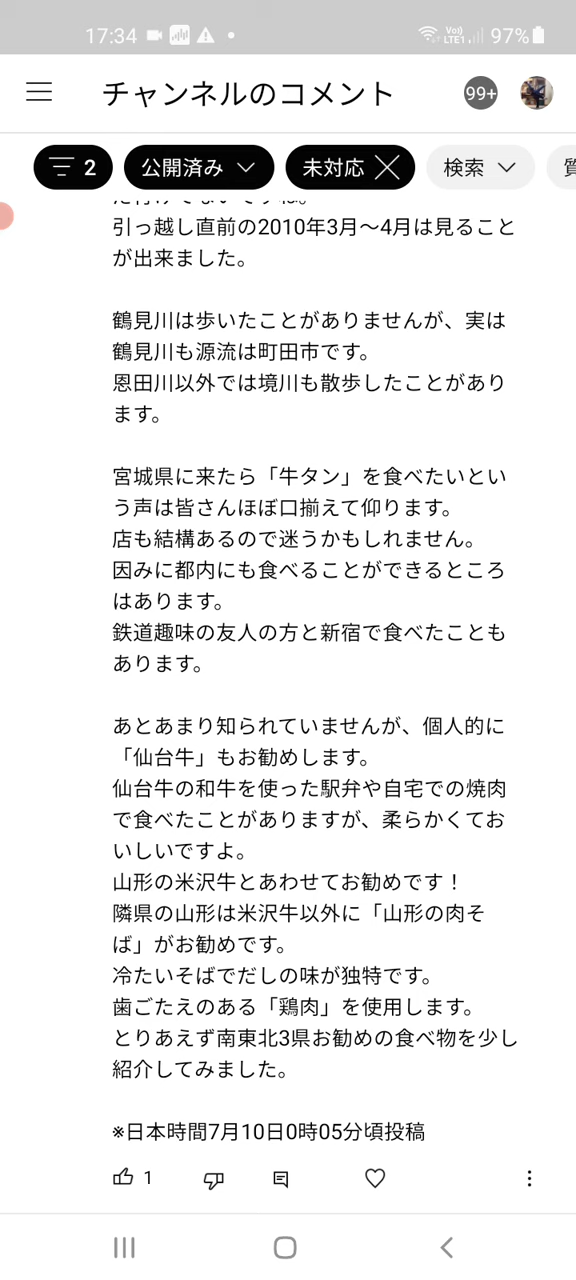 17:34
Vo)) LTE1 97%
チャンネルのコメント
99+
2 公開済み 未対応 検索
引っ越し直前の2010年3月～4月は見ること
が出来ました。
鶴見川は歩いたことがありませんが、実は
鶴見川も源流は町田市です。
恩田川以外では境川も散歩したことがあり
ます。
宮城県に来たら「牛タン」を食べたいとい
う声は皆さんほぼ口揃えて仰ります。
店も結構あるので迷うかもしれません。
因みに都内にも食べることができるところ
はあります。
鉄道趣味の友人の方と新宿で食べたことも
あります。
あとあまり知られていませんが、個人的に
「仙台牛」もお勧めします。
仙台牛の和牛を使った駅弁や自宅での焼肉
で食べたことがありますが、柔らかくてお
いしいですよ。
山形の米沢牛とあわせてお勧めです！
隣県の山形は米沢牛以外に「山形の肉そ
ば」がお勧めです。
冷たいそばでだしの味が独特です。
歯ごたえのある「鶏肉」を使用します。
とりあえず南東北3県お勧めの食べ物を少し
紹介してみました。
※日本時間7月10日0時05分頃投稿
1